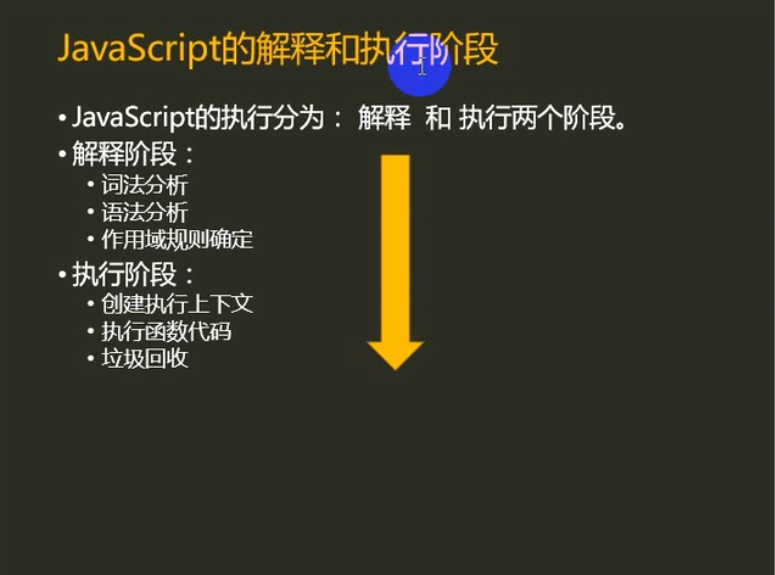 JavaScript的解释和执行阶段
•JavaScript的执行分为： 解释 和 执行两个阶段。
•解释阶段：
•词法分析
•语法分析
•作用域规则确定
•执行阶段：
•创建执行上下文
•执行函数代码
•垃圾回收